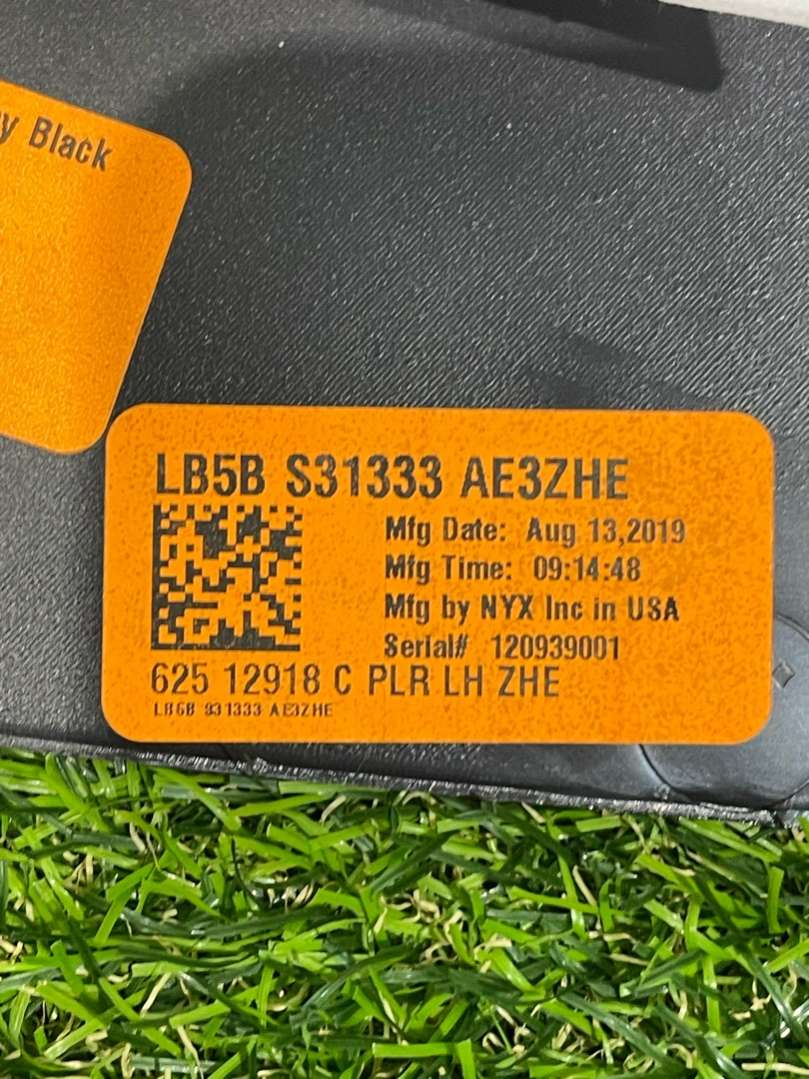 Black
LB5B S31333 AE3ZHE
Mfg Date: Aug 13,2019
Mfg Time: 09:14:48
Mfg by NYX Inc in USA
Serial# 120939001
625 12918 C PLR LH ZHE
LB5B S31333 AE3ZHE